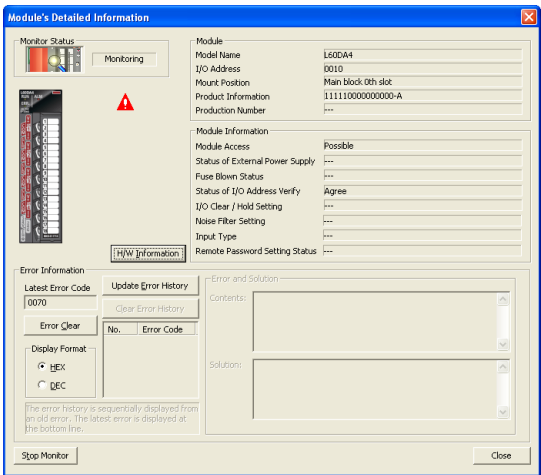 Module's Detailed Information
Monitor Status
Monitoring
Module
Model Name L60DA4
I/O Address 0010
Mount Position Main block 0th slot
Product Information 111110000000000-A
Production Number ---
Module Information
Module Access Possible
Status of External Power Supply ---
Fuse Blown Status ---
Status of I/O Address Verify Agree
I/O Clear / Hold Setting ---
Noise Filter Setting ---
Input Type ---
Remote Password Setting Status ---
H/W Information
Error Information
Latest Error Code
0070
Error Clear
Display Format
HEX
DEC
Update Error History
Clear Error History
No. Error Code
The error history is sequentially displayed from
an old error. The latest error is displayed at
the bottom line.
Error and Solution
Contents:
Solution:
Stop Monitor
Close